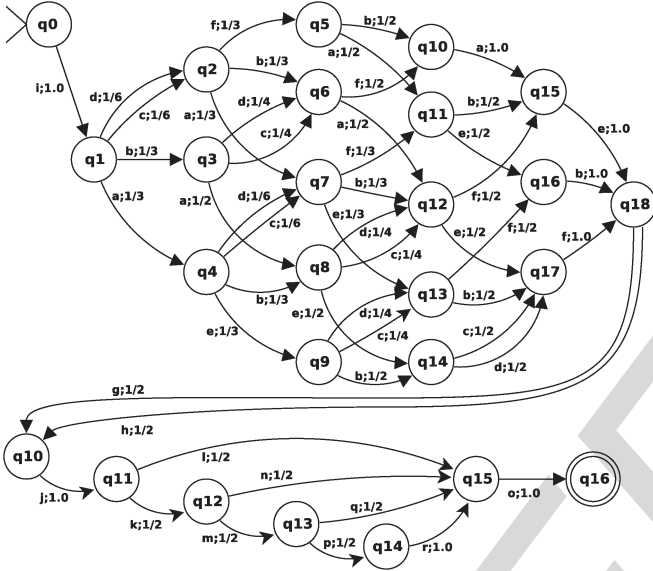 q0
q5
f;1/3
b;1/2
q10
a;1/2
a;1.0
q2
b;1/3
i;1.0
d;1/6
q6
f;1/2
q15
c;1/6
d;1/4
b;1/2
a;1/3
q11
e;1.0
c;1/4
a;1/2
e;1/2
q1
b;1/3
q3
f;1/3
q7
b;1.0
q16
a;1/3
a;1/2
d;1/6
b;1/3
q12
f;1/2
q18
c;1/6
e;1/3
d;1/4
f;1/2
e;1/2
f;1.0
q4
q8
c;1/4
q17
b;1/3
q13
b;1/2
e;1/2
d;1/4
e;1/3
c;1/4
c;1/2
q9
q14
b;1/2
d;1/2
g;1/2
h;1/2
q10
l;1/2
q11
n;1/2
q15
q16
j;1.0
o;1.0
q12
k;1/2
q;1/2
q13
m;1/2
p;1/2
q14
r;1.0